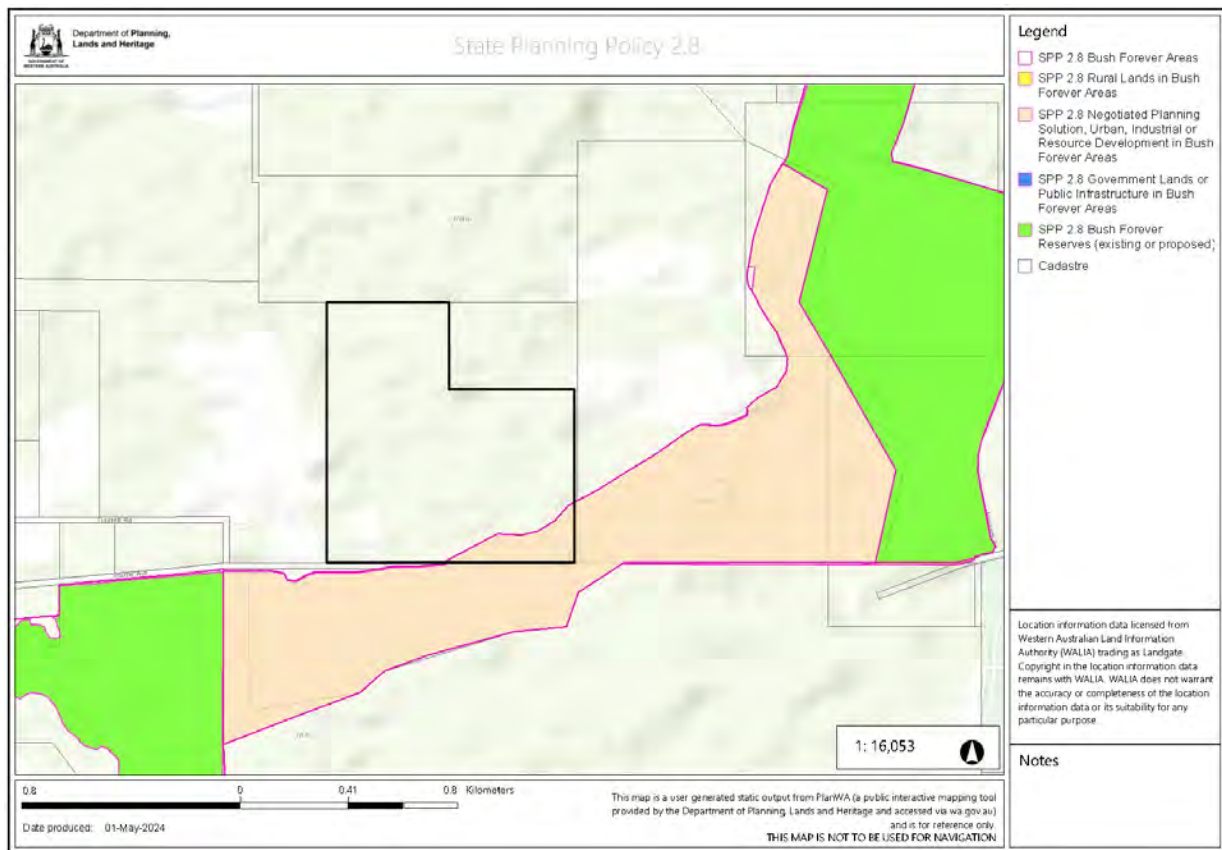 GOVERNMENT OF
WESTERN AUSTRALIA
Department of Planning,
Lands and Heritage
State Planning Policy 2.8
Legend
SPP 2.8 Bush Forever Areas
SPP 2.8 Rural Lands in Bush
Forever Areas
SPP 2.8 Negotiated Planning
Solution, Urban, Industrial or
Resource Development in Bush
Forever Areas
SPP 2.8 Government Lands or
Public Infrastructure in Bush
Forever Areas
SPP 2.8 Bush Forever
Reserves (existing or proposed)
Cadastre
1: 16,053
Location information data licensed from
Western Australian Land Information
Authority (WALIA) trading as Landgate.
Copyright in the location information data
remains with WALIA. WALIA does not warrant
the accuracy or completeness of the location
information data or its suitability for any
particular purpose.
Notes
0.8 0 0.41 0.8 Kilometers
Date produced: 01-May-2024
This map is a user generated static output from PlanWA (a public interactive mapping tool
provided by the Department of Planning, Lands and Heritage and accessed via wa.gov.au)
and is for reference only.
THIS MAP IS NOT TO BE USED FOR NAVIGATION